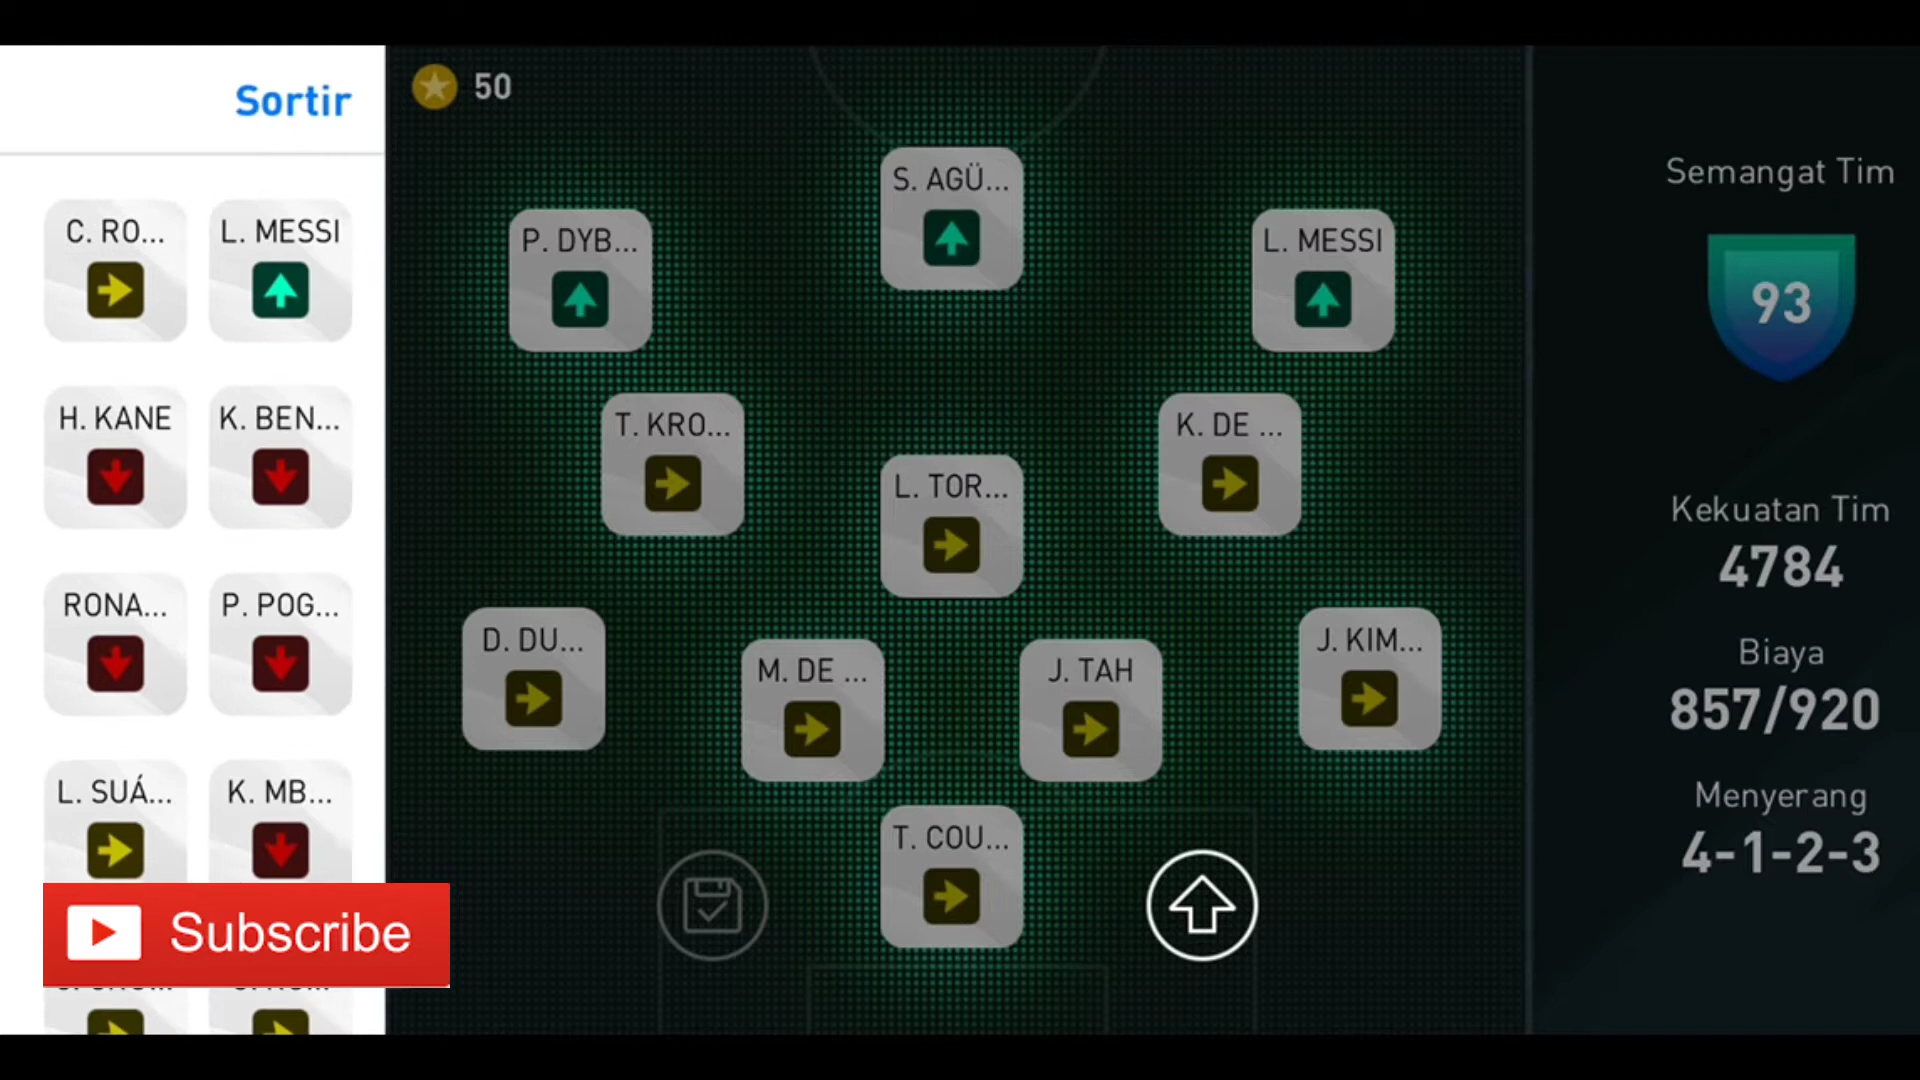 Sortir
C. RO...
L. MESSI
H. KANE
K. BEN...
RONA...
P. POG...
L. SUÁ...
K. MB...
Subscribe
50
S. AGÜ...
P. DYB...
L. MESSI
T. KRO...
K. DE ...
L. TOR...
D. DU...
J. KIM...
M. DE ...
J. TAH
T. COU...
Semangat Tim
93
Kekuatan Tim
4784
Biaya
857/920
Menyerang
4-1-2-3